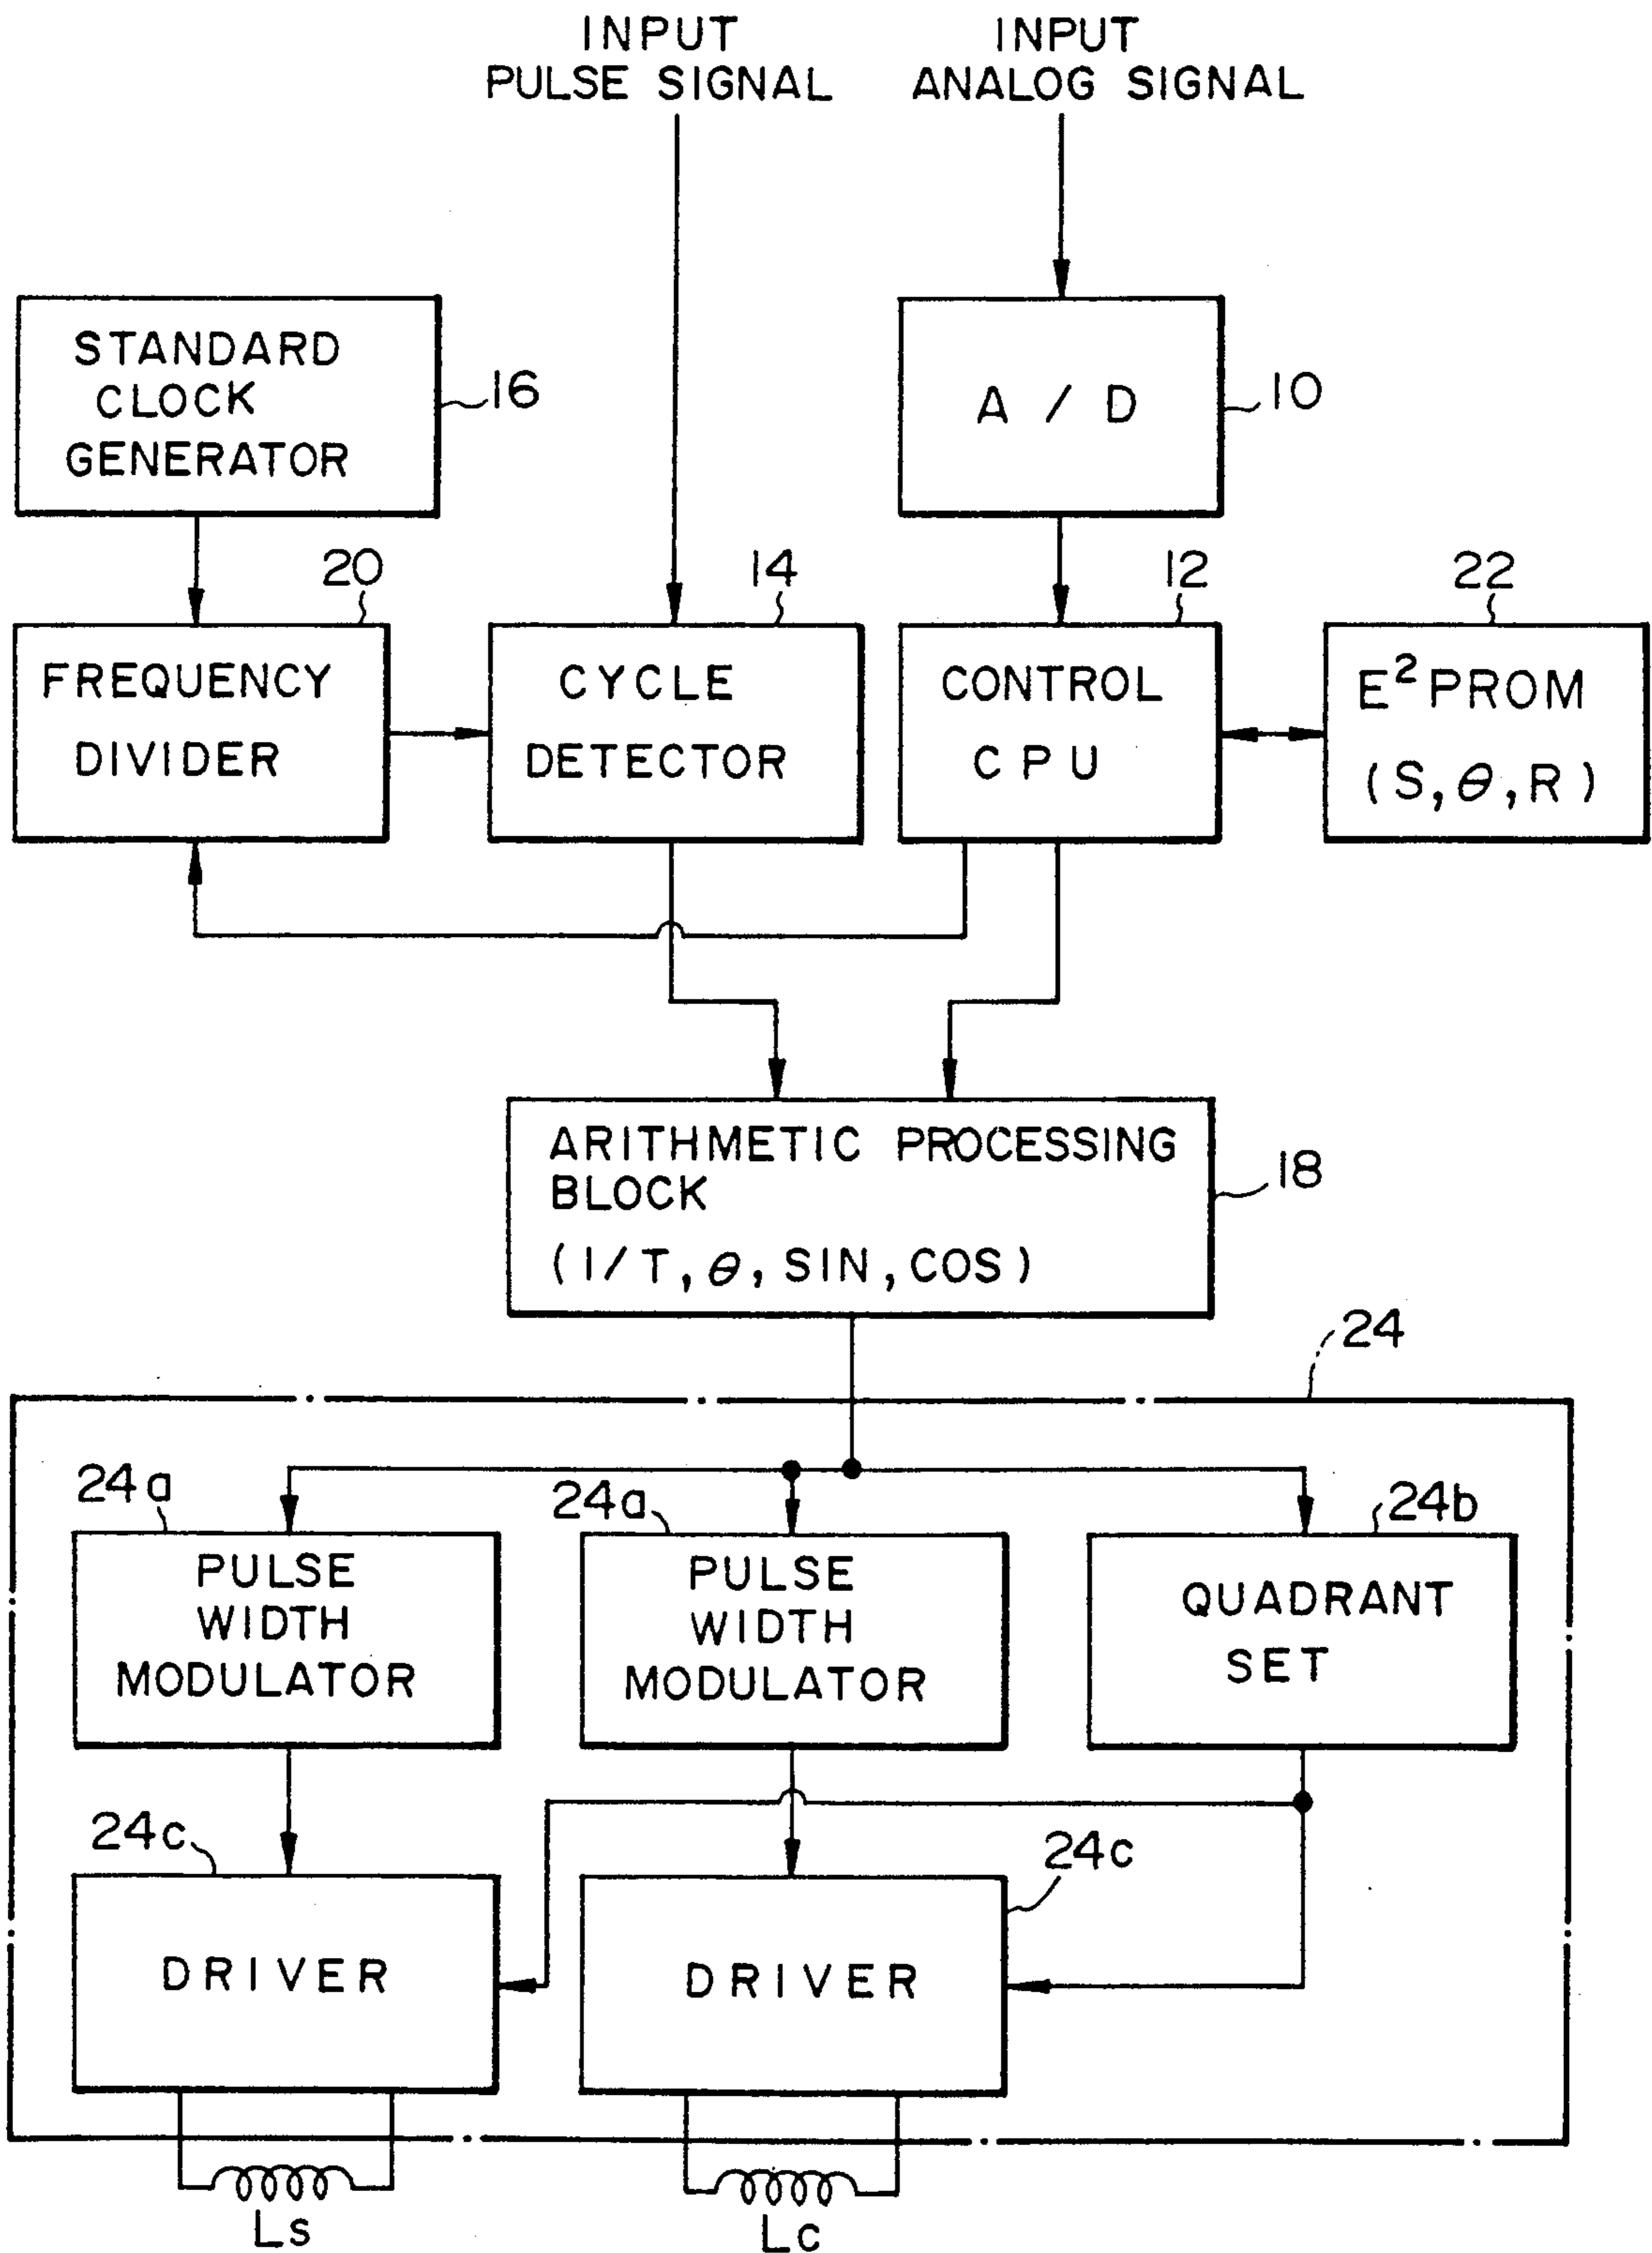 INPUT
PULSE SIGNAL
INPUT
ANALOG SIGNAL
STANDARD
CLOCK
GENERATOR
16
A / D
10
20
14
12
22
FREQUENCY
DIVIDER
CYCLE
DETECTOR
CONTROL
CPU
E² PROM
(S, θ, R)
ARITHMETIC PROCESSING
BLOCK
(1/T, θ, SIN, COS)
18
24
24a
24a
24b
PULSE
WIDTH
MODULATOR
PULSE
WIDTH
MODULATOR
QUADRANT
SET
24c
24c
DRIVER
DRIVER
Ls
Lc